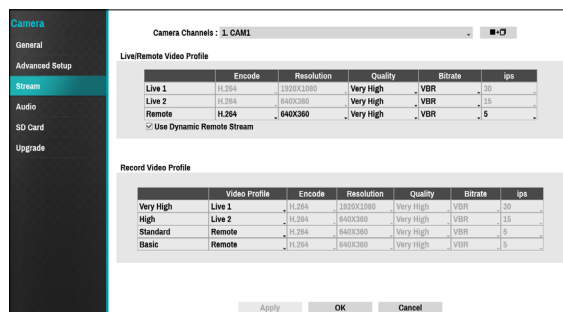 Camera
General
Advanced Setup
Stream
Audio
SD Card
Upgrade
Camera Channels : 1. CAM1
Live/Remote Video Profile
Encode Resolution Quality Bitrate ips
Live 1 H.264 1920X1080 Very High VBR 30
Live 2 H.264 640X360 Very High VBR 15
Remote H.264 640X360 Very High VBR 5
Use Dynamic Remote Stream
Record Video Profile
Video Profile Encode Resolution Quality Bitrate ips
Very High Live 1 H.264 1920X1080 Very High VBR 30
High Live 2 H.264 640X360 Very High VBR 15
Standard Remote H.264 640X360 Very High VBR 5
Basic Remote H.264 640X360 Very High VBR 5
Apply OK Cancel